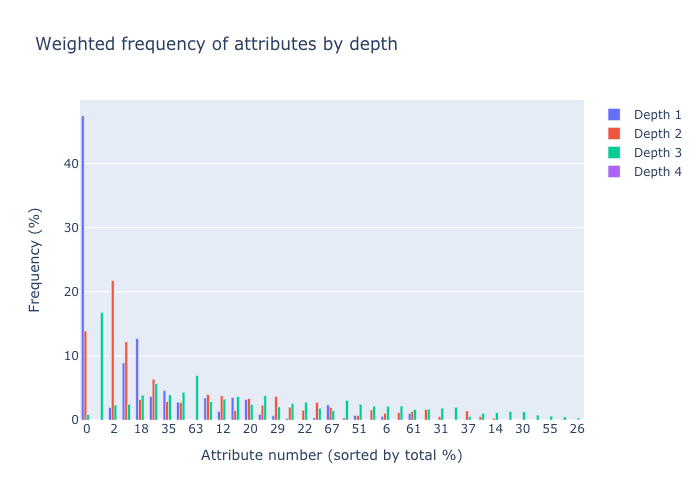 Weighted frequency of attributes by depth
Depth 1
Depth 2
Depth 3
Depth 4
Frequency (%)
40
30
20
10
0
0 2 18 35 63 12 20 29 22 67 51 6 61 31 37 14 30 55 26
Attribute number (sorted by total %)